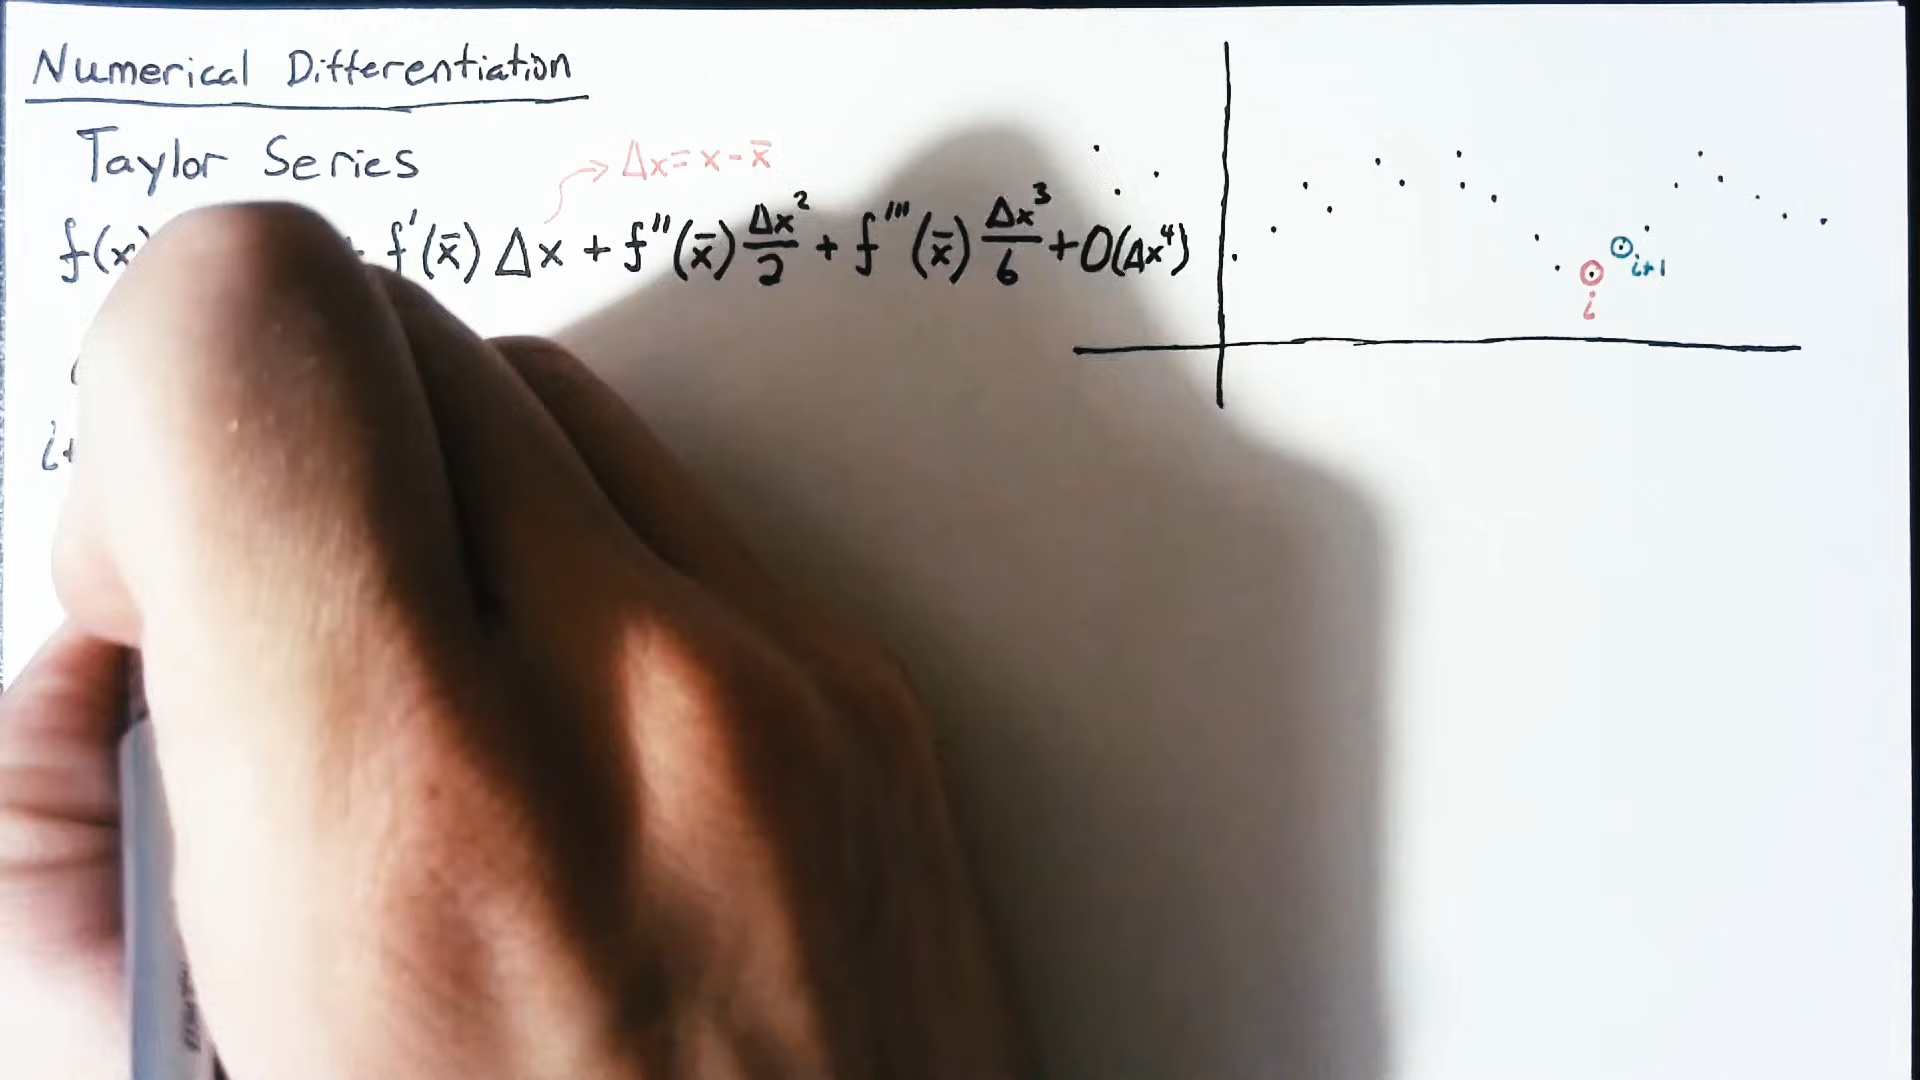 Numerical Differentiation
Taylor Series
Δx = x - x̄
f(x) + f'(x̄) Δx + f''(x̄) Δx²/2 + f'''(x̄) Δx³/6 + O(Δx⁴)
i+1
i
i+